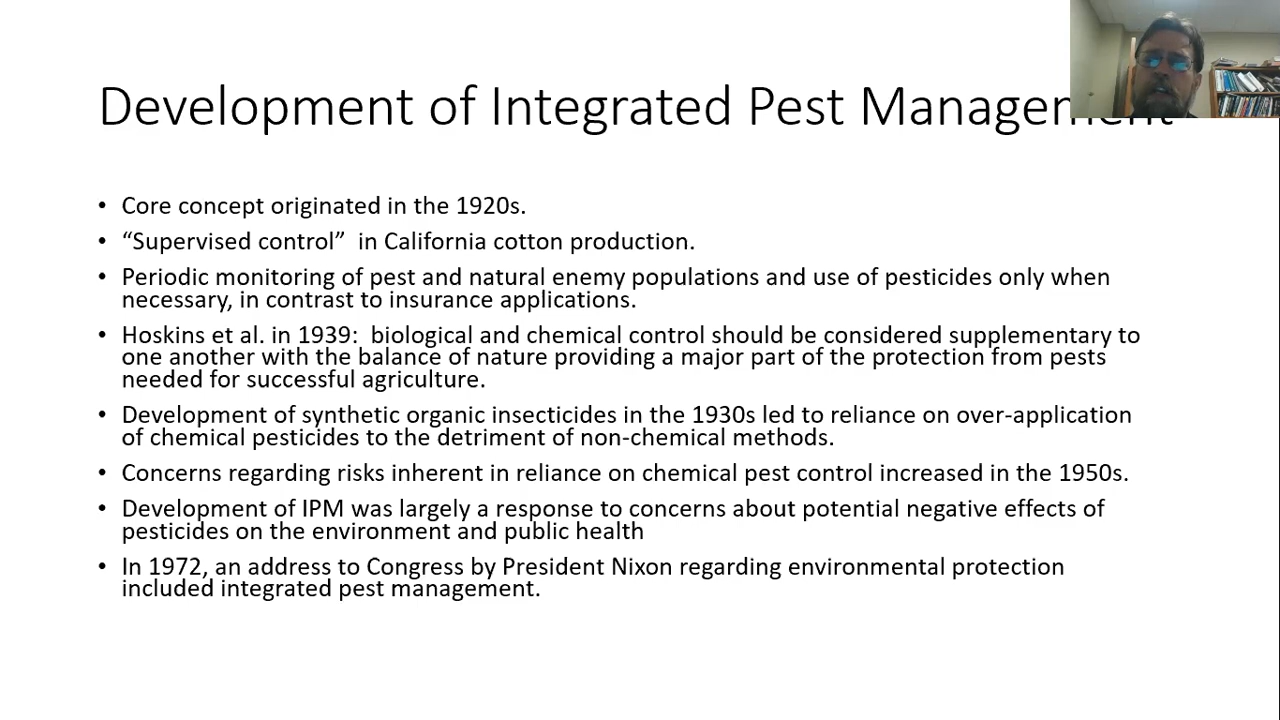 Development of Integrated Pest Management
• Core concept originated in the 1920s.
• “Supervised control”  in California cotton production.
• Periodic monitoring of pest and natural enemy populations and use of pesticides only when
necessary, in contrast to insurance applications.
• Hoskins et al. in 1939:  biological and chemical control should be considered supplementary to
one another with the balance of nature providing a major part of the protection from pests
needed for successful agriculture.
• Development of synthetic organic insecticides in the 1930s led to reliance on over-application
of chemical pesticides to the detriment of non-chemical methods.
• Concerns regarding risks inherent in reliance on chemical pest control increased in the 1950s.
• Development of IPM was largely a response to concerns about potential negative effects of
pesticides on the environment and public health
• In 1972, an address to Congress by President Nixon regarding environmental protection
included integrated pest management.